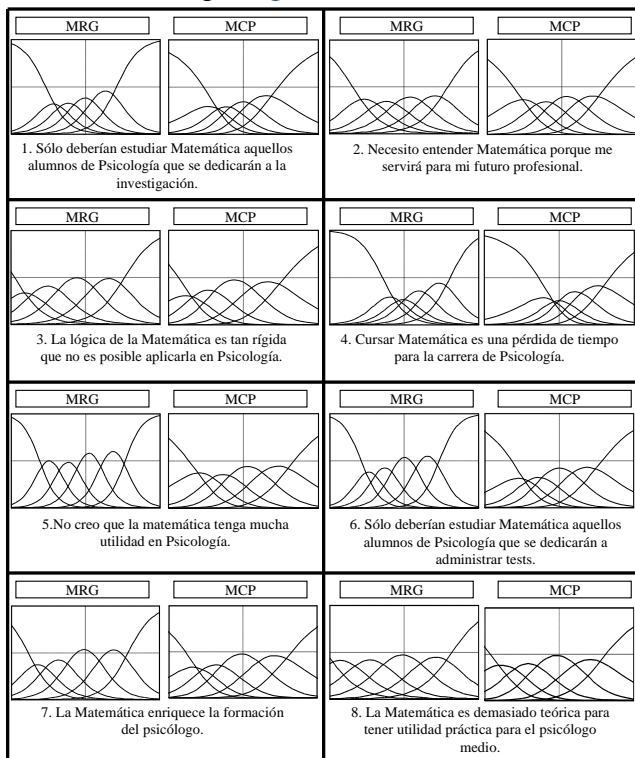 MRG
MCP
1. Sólo deberían estudiar Matemática aquellos
alumnos de Psicología que se dedicarán a la
investigación.
MRG
MCP
2. Necesito entender Matemática porque me
servirá para mi futuro profesional.
MRG
MCP
3. La lógica de la Matemática es tan rígida
que no es posible aplicarla en Psicología.
MRG
MCP
4. Cursar Matemática es una pérdida de tiempo
para la carrera de Psicología.
MRG
MCP
5.No creo que la matemática tenga mucha
utilidad en Psicología.
MRG
MCP
6. Sólo deberían estudiar Matemática aquellos
alumnos de Psicología que se dedicarán a
administrar tests.
MRG
MCP
7. La Matemática enriquece la formación
del psicólogo.
MRG
MCP
8. La Matemática es demasiado teórica para
tener utilidad práctica para el psicólogo
medio.